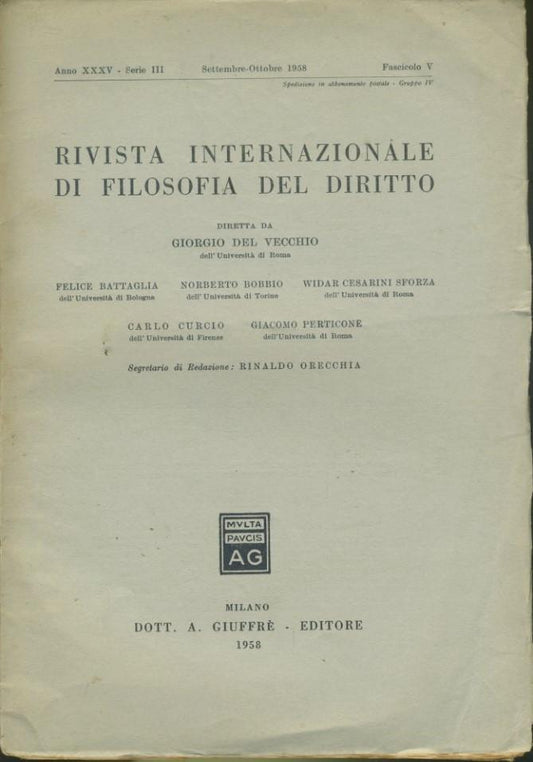 Anno XXXV - Serie III Settembre-Ottobre 1958 Fascicolo V
Spedizione in abbonamento postale - Gruppo IV
RIVISTA INTERNAZIONALE
DI FILOSOFIA DEL DIRITTO
DIRETTA DA
GIORGIO DEL VECCHIO
dell'Università di Roma
FELICE BATTAGLIA NORBERTO BOBBIO WIDAR CESARINI SFORZA
dell'Università di Bologna dell'Università di Torino dell'Università di Roma
CARLO CURCIO GIACOMO PERTICONE
dell'Università di Firenze dell'Università di Roma
Segretario di Redazione: RINALDO ORECCHIA
MVLTA
PAVCIS
AG
MILANO
DOTT. A. GIUFFRÈ - EDITORE
1958